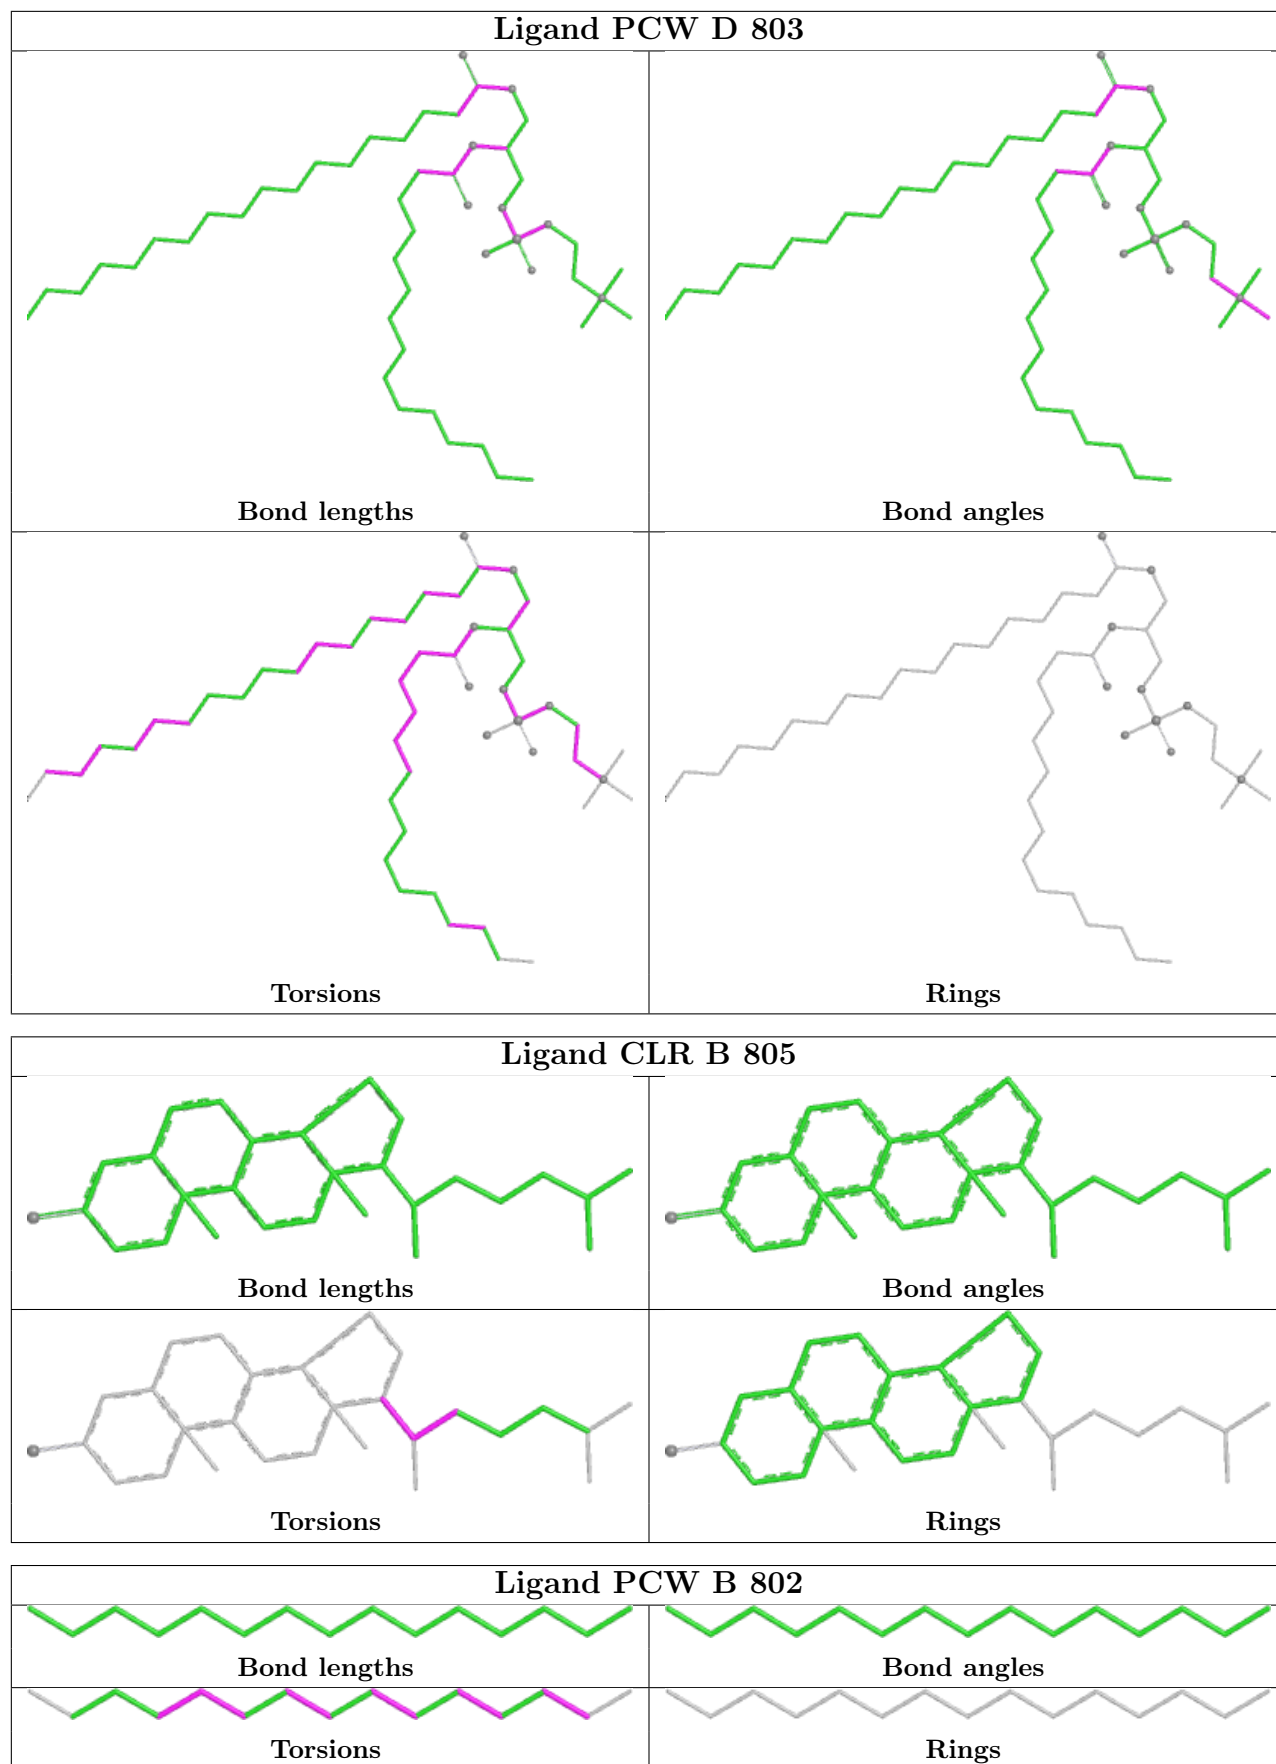 Ligand PCW D 803
Bond lengths
Bond angles
Torsions
Rings
Ligand CLR B 805
Bond lengths
Bond angles
Torsions
Rings
Ligand PCW B 802
Bond lengths
Bond angles
Torsions
Rings